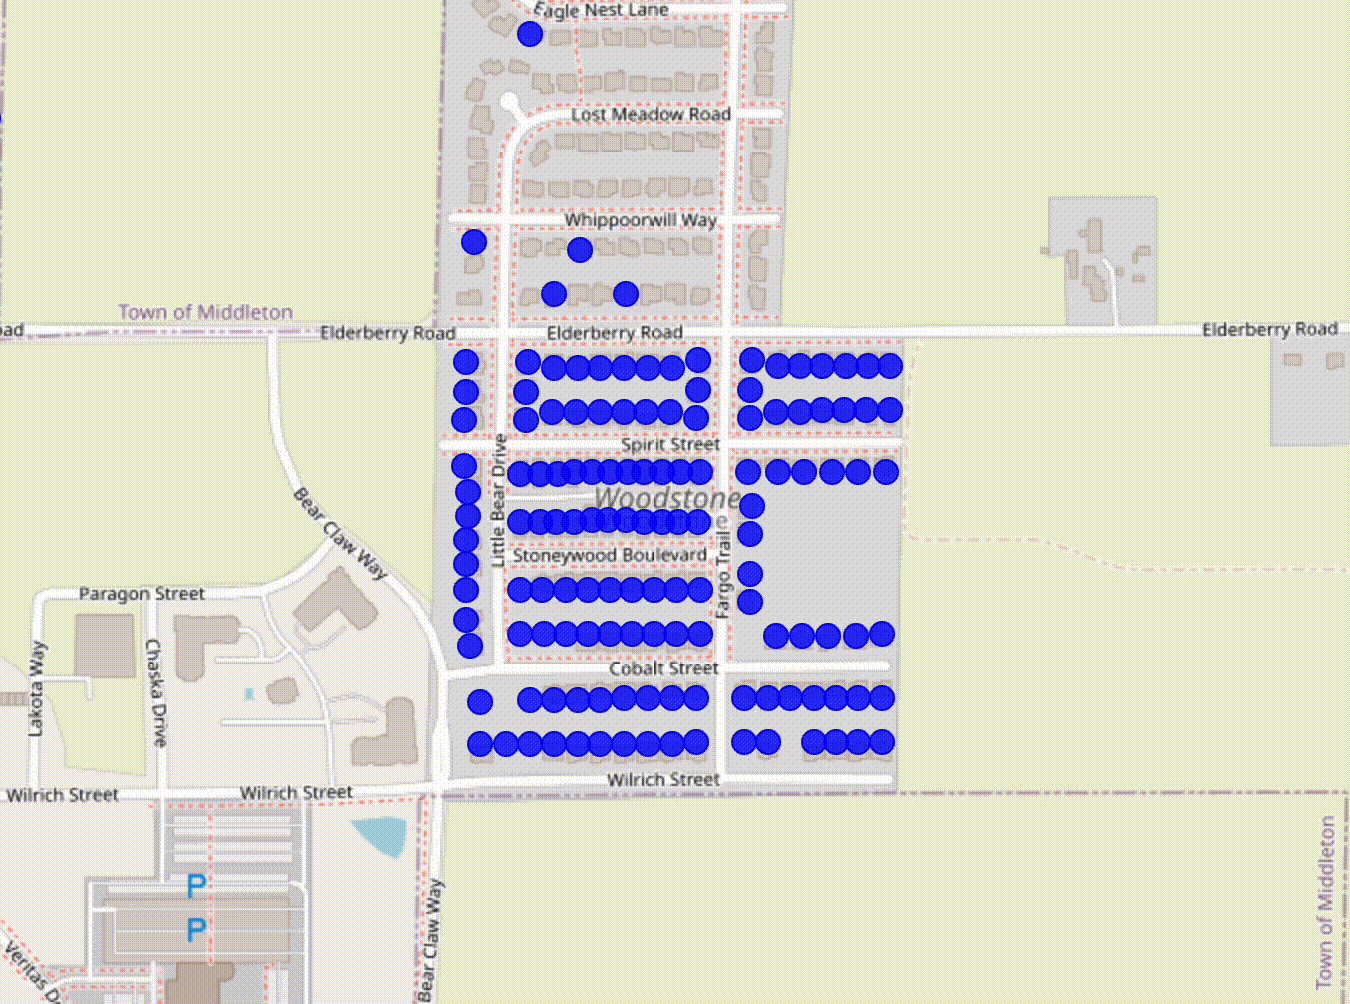 Eagle Nest Lane
Lost Meadow Road
Whippoorwill Way
Town of Middleton
oad
Elderberry Road
Elderberry Road
Elderberry Road
Spirit Street
Little Bear Drive
Woodstone
Bear Claw Way
Stoneywood Boulevard
Fargo Trail
Paragon Street
Lakota Way
Chaska Drive
Cobalt Street
Wilrich Street
Wilrich Street
Wilrich Street
P
P
Bear Claw Way
Town of Middleton
Veritas Dr